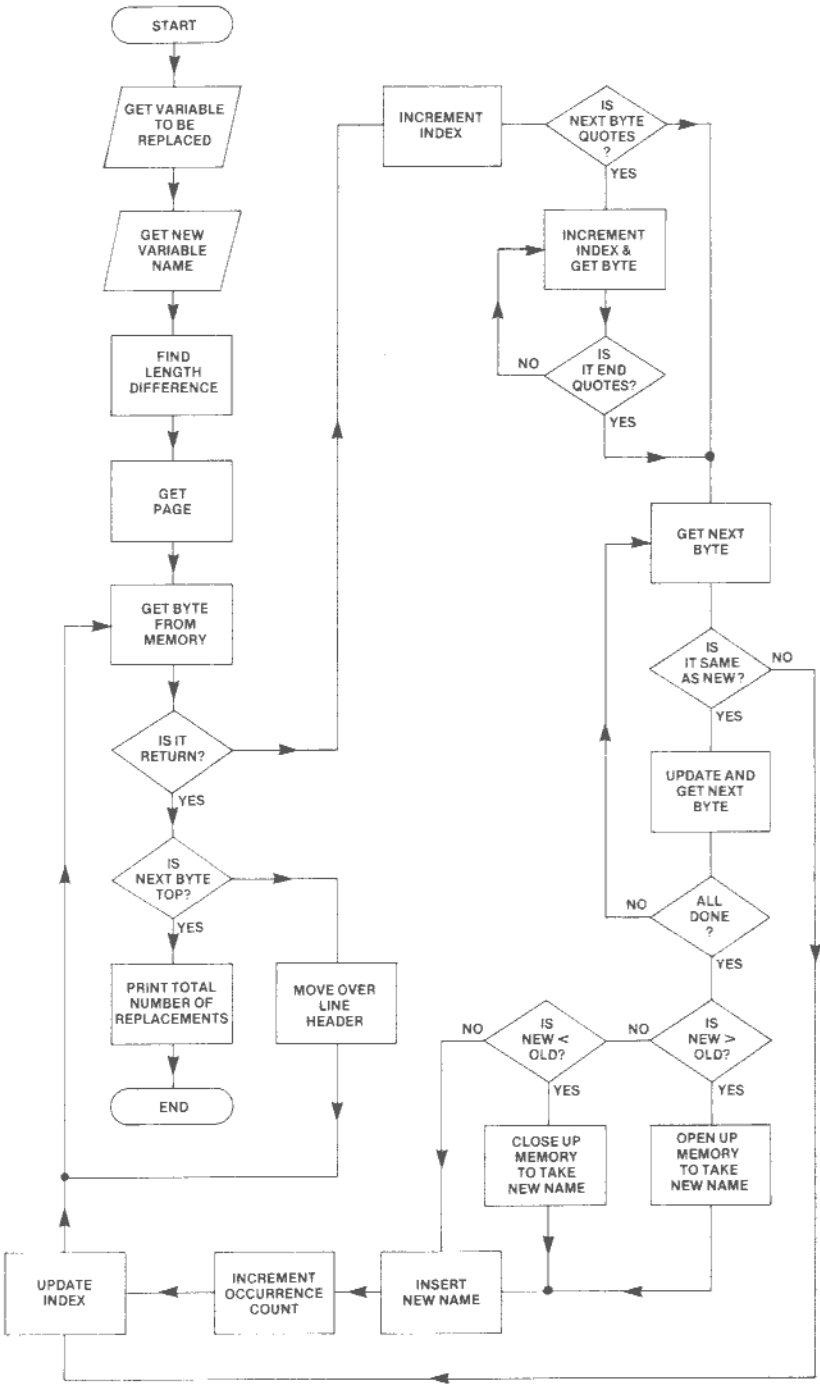 START
GET VARIABLE
TO BE
REPLACED
GET NEW
VARIABLE
NAME
FIND
LENGTH
DIFFERENCE
GET
PAGE
GET BYTE
FROM
MEMORY
IS IT
RETURN?
YES
IS
NEXT BYTE
TOP?
YES
PRINT TOTAL
NUMBER OF
REPLACEMENTS
END
MOVE OVER
LINE
HEADER
INCREMENT
INDEX
IS
NEXT BYTE
QUOTES
?
YES
INCREMENT
INDEX &
GET BYTE
NO
IS
IT END
QUOTES?
YES
GET NEXT
BYTE
IS
IT SAME
AS NEW?
NO
YES
UPDATE AND
GET NEXT
BYTE
NO
ALL
DONE
?
YES
IS
NEW >
OLD?
NO
YES
OPEN UP
MEMORY
TO TAKE
NEW NAME
IS
NEW <
OLD?
NO
YES
CLOSE UP
MEMORY
TO TAKE
NEW NAME
INSERT
NEW NAME
INCREMENT
OCCURRENCE
COUNT
UPDATE
INDEX